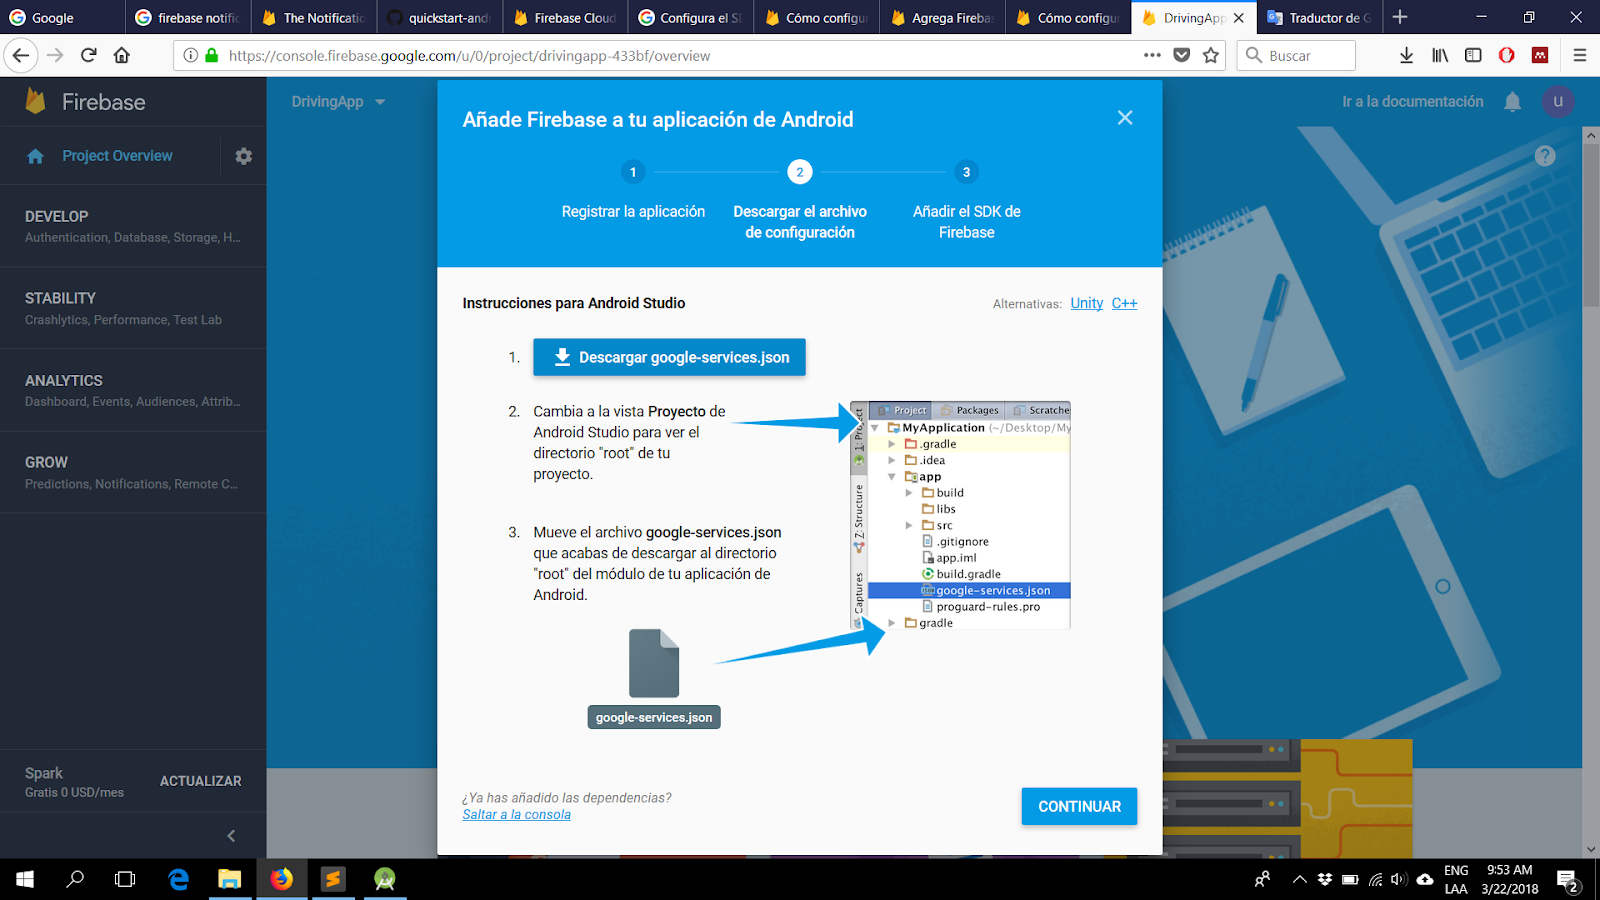 Google
firebase notific
The Notificatio
quickstart-and
Firebase Cloud
Configura el SD
Cómo configur
Agrega Firebas
Cómo configur
DrivingApp
Traductor de G
https://console.firebase.google.com/u/0/project/drivingapp-433bf/overview
Buscar
Firebase
DrivingApp
Ir a la documentación
U
Project Overview
DEVELOP
Authentication, Database, Storage, H...
STABILITY
Crashlytics, Performance, Test Lab
ANALYTICS
Dashboard, Events, Audiences, Attrib...
GROW
Predictions, Notifications, Remote C...
Spark
Gratis 0 USD/mes
ACTUALIZAR
Añade Firebase a tu aplicación de Android
1
2
3
Registrar la aplicación
Descargar el archivo
de configuración
Añadir el SDK de
Firebase
Instrucciones para Android Studio
Alternativas: Unity C++
1. Descargar google-services.json
2. Cambia a la vista Proyecto de
Android Studio para ver el
directorio "root" de tu
proyecto.
3. Mueve el archivo google-services.json
que acabas de descargar al directorio
"root" del módulo de tu aplicación de
Android.
google-services.json
1: Project
Z: Structure
Captures
Project Packages Scratche
MyApplication (~/Desktop/My
.gradle
.idea
app
build
libs
src
.gitignore
app.iml
build.gradle
google-services.json
proguard-rules.pro
gradle
¿Ya has añadido las dependencias?
Saltar a la consola
CONTINUAR
ENG
LAA
9:53 AM
3/22/2018
2